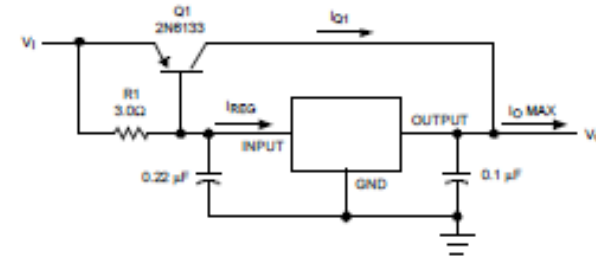 Q1
2N6133
IQ1
VI
R1
3.0Ω
IREG
INPUT
OUTPUT
IO MAX
0.22 µF
GND
0.1 µF